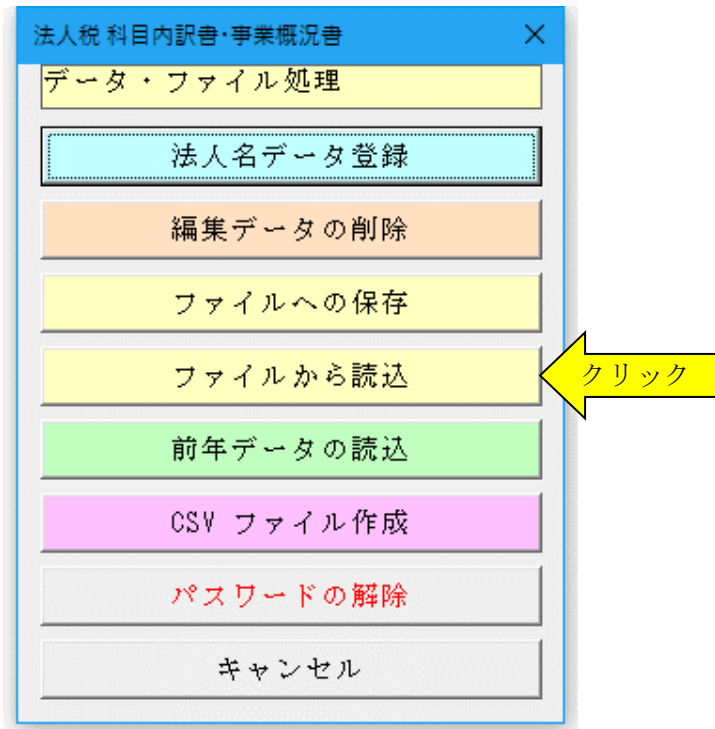 法人税 科目内訳書･事業概況書
データ・ファイル処理
法人名データ登録
編集データの削除
ファイルへの保存
ファイルから読込
クリック
前年データの読込
CSV ファイル作成
パスワードの解除
キャンセル